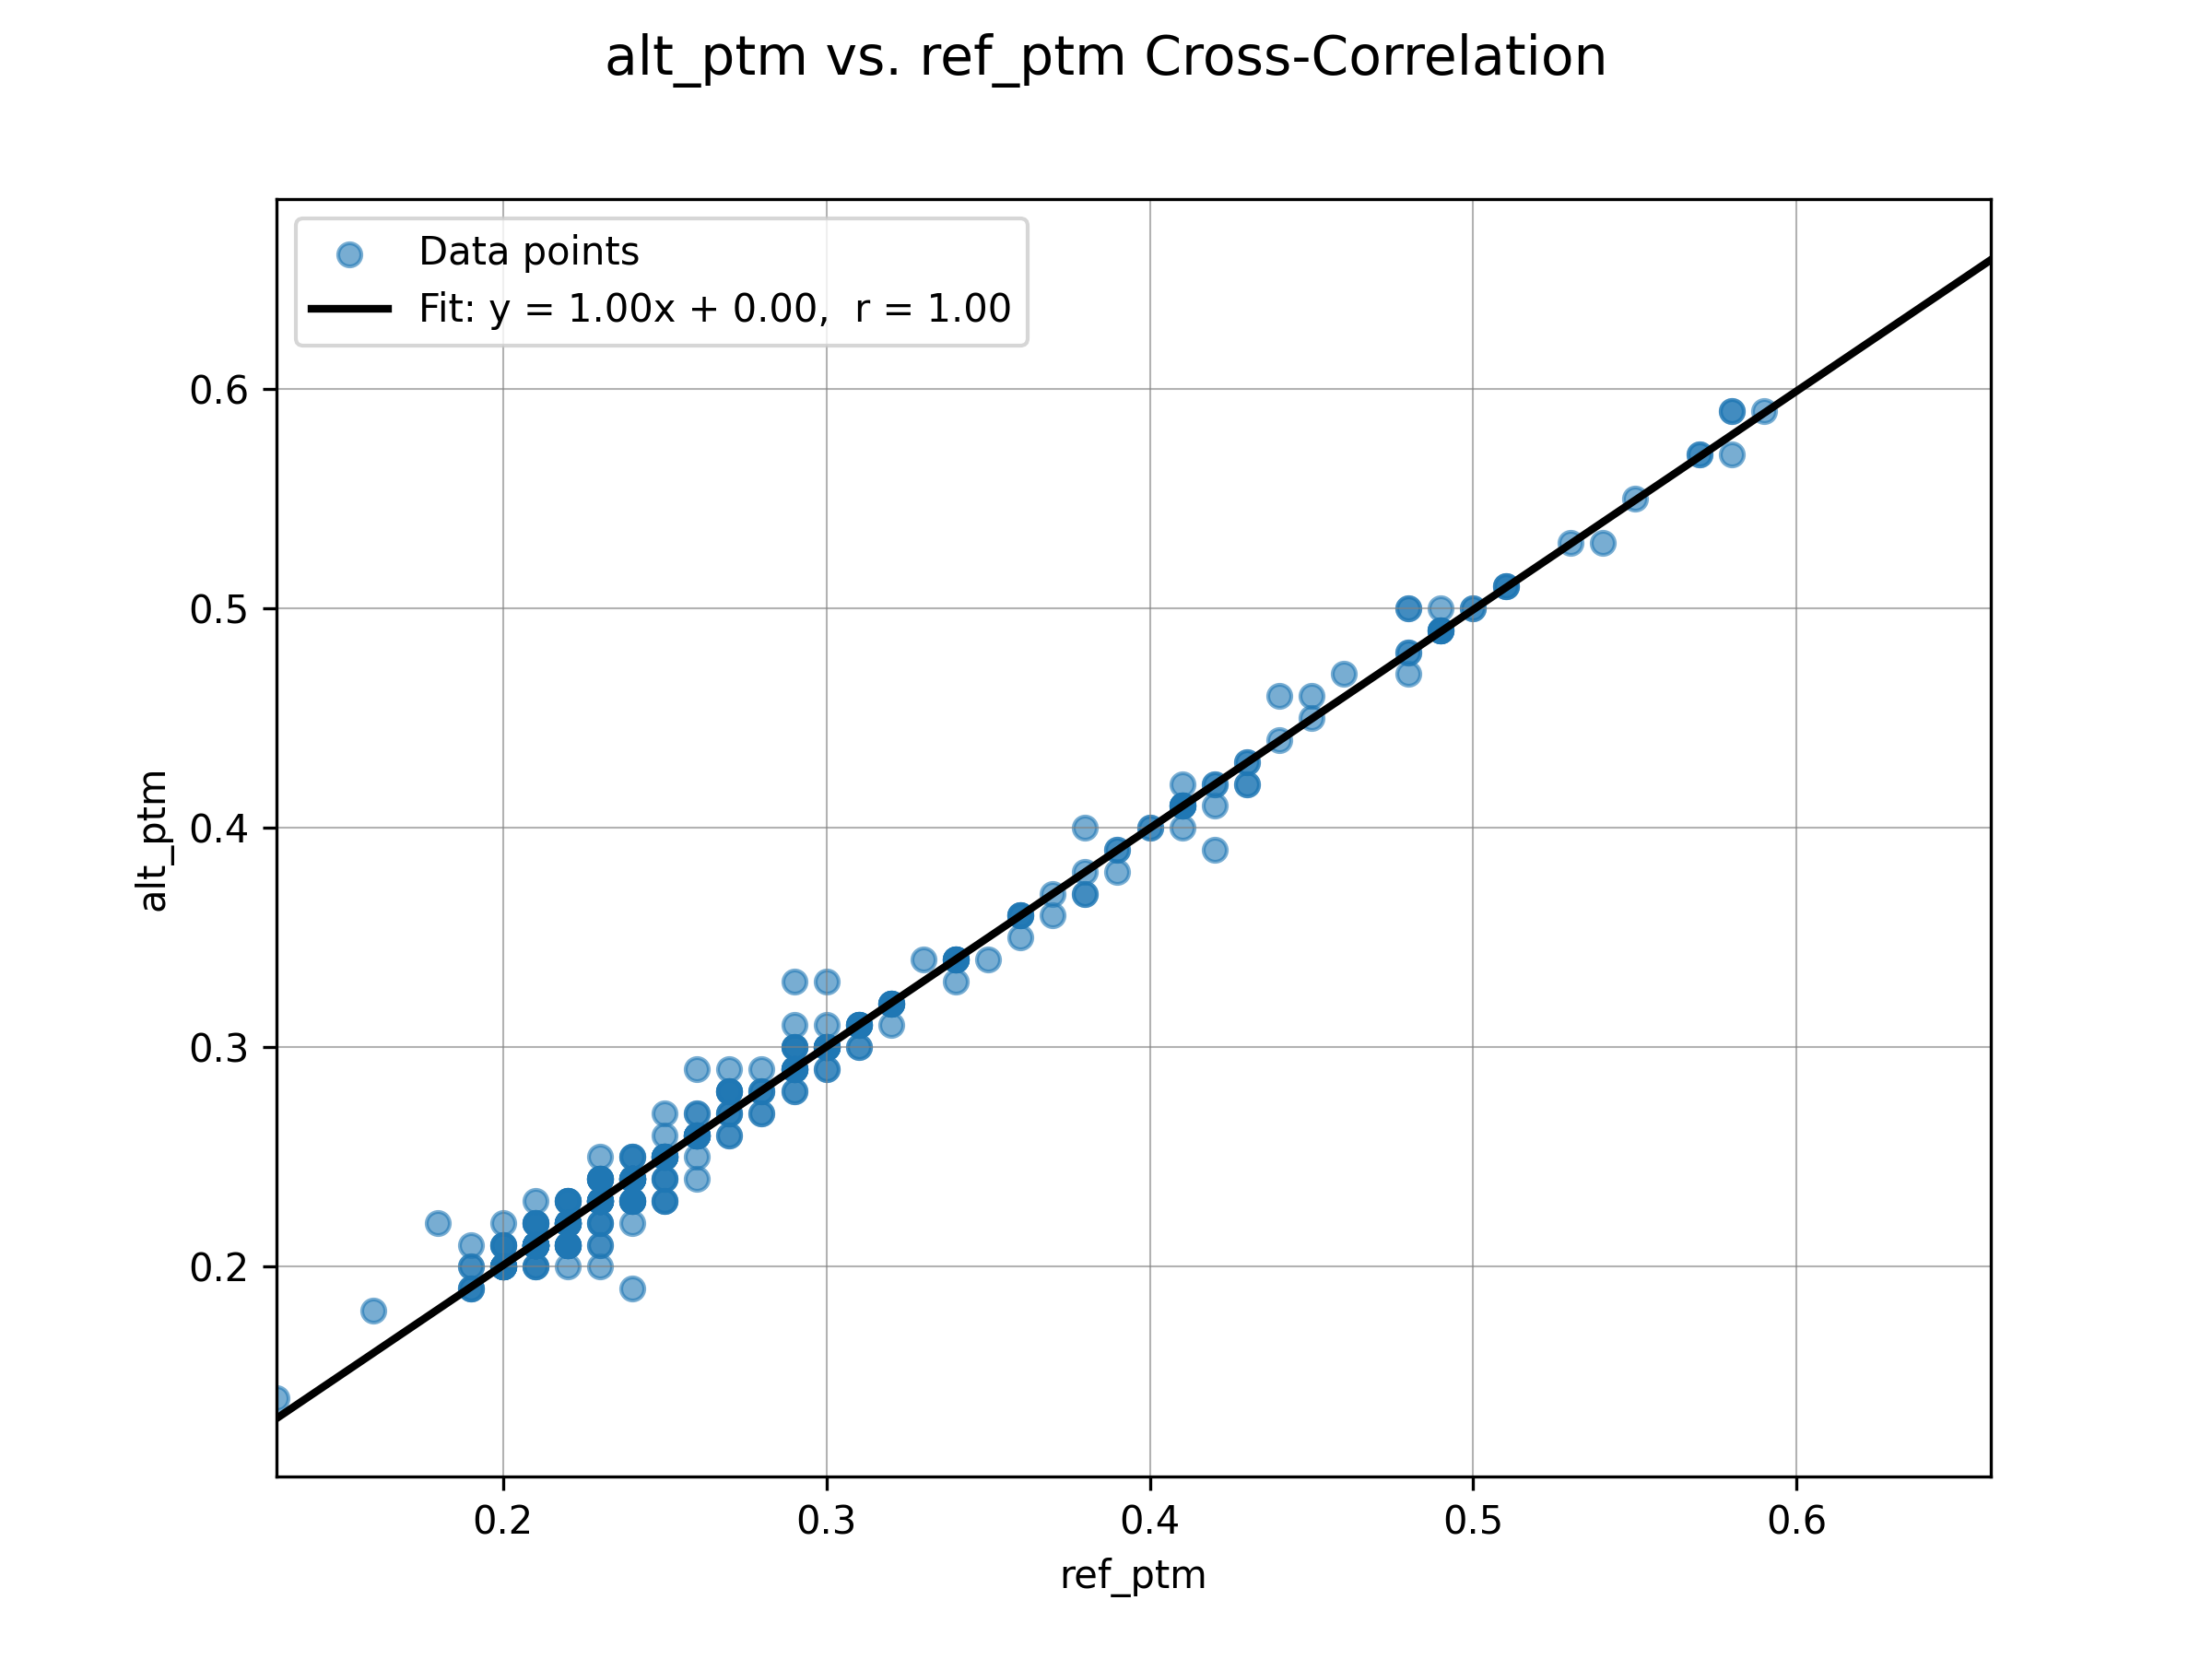 alt_ptm vs. ref_ptm Cross-Correlation
Data points
Fit: y = 1.00x + 0.00,  r = 1.00
0.6
0.5
0.4
0.3
0.2
alt_ptm
0.2 0.3 0.4 0.5 0.6
ref_ptm